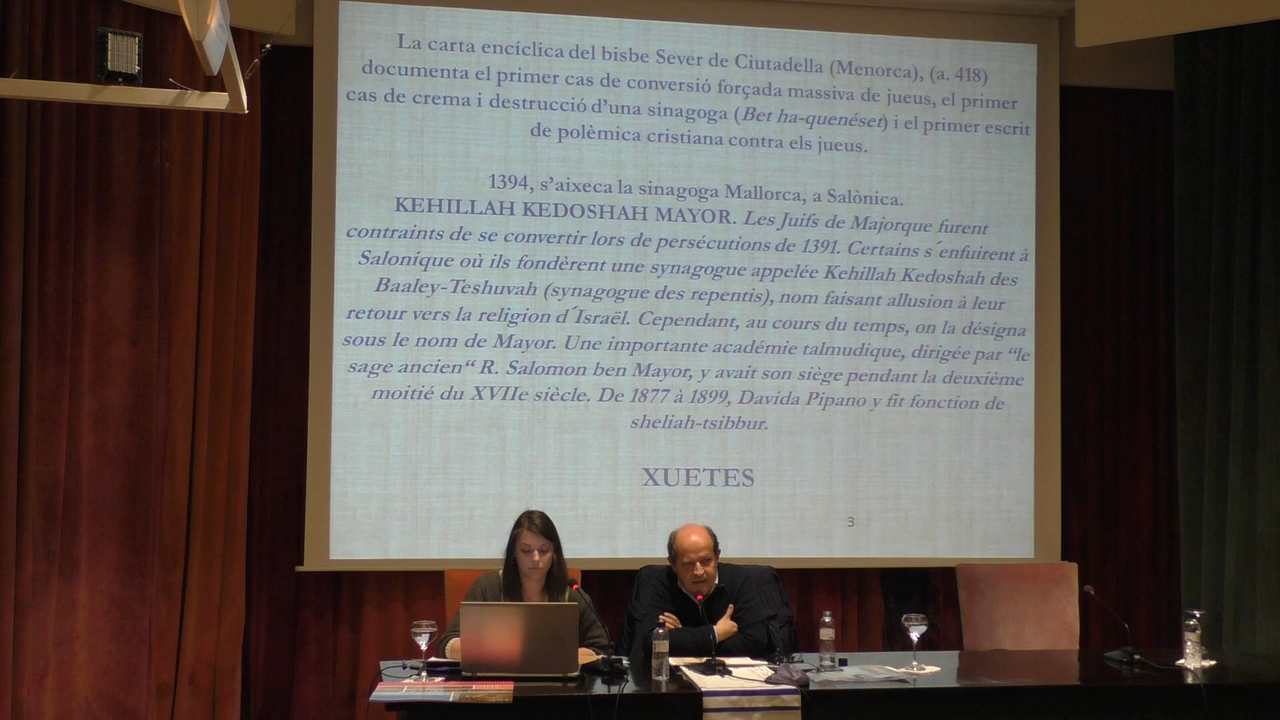 La carta encíclica del bisbe Sever de Ciutadella (Menorca), (a. 418)
documenta el primer cas de conversió forçada massiva de jueus, el primer
cas de crema i destrucció d’una sinagoga (Bet ha-quenéset) i el primer escrit
de polèmica cristiana contra els jueus.
1394, s’aixeca la sinagoga Mallorca, a Salònica.
KEHILLAH KEDOSHAH MAYOR. Les Juifs de Majorque furent
contraints de se convertir lors de persécutions de 1391. Certains s´enfuirent à
Salonique où ils fondèrent une synagogue appelée Kehillah Kedoshah des
Baaley-Teshuvah (synagogue des repentis), nom faisant allusion à leur
retour vers la religion d´Israël. Cependant, au cours du temps, on la désigna
sous le nom de Mayor. Une importante académie talmudique, dirigée par “le
sage ancien“ R. Salomon ben Mayor, y avait son siège pendant la deuxième
moitié du XVIIe siècle. De 1877 à 1899, Davida Pipano y fit fonction de
sheliah-tsibbur.
XUETES
3